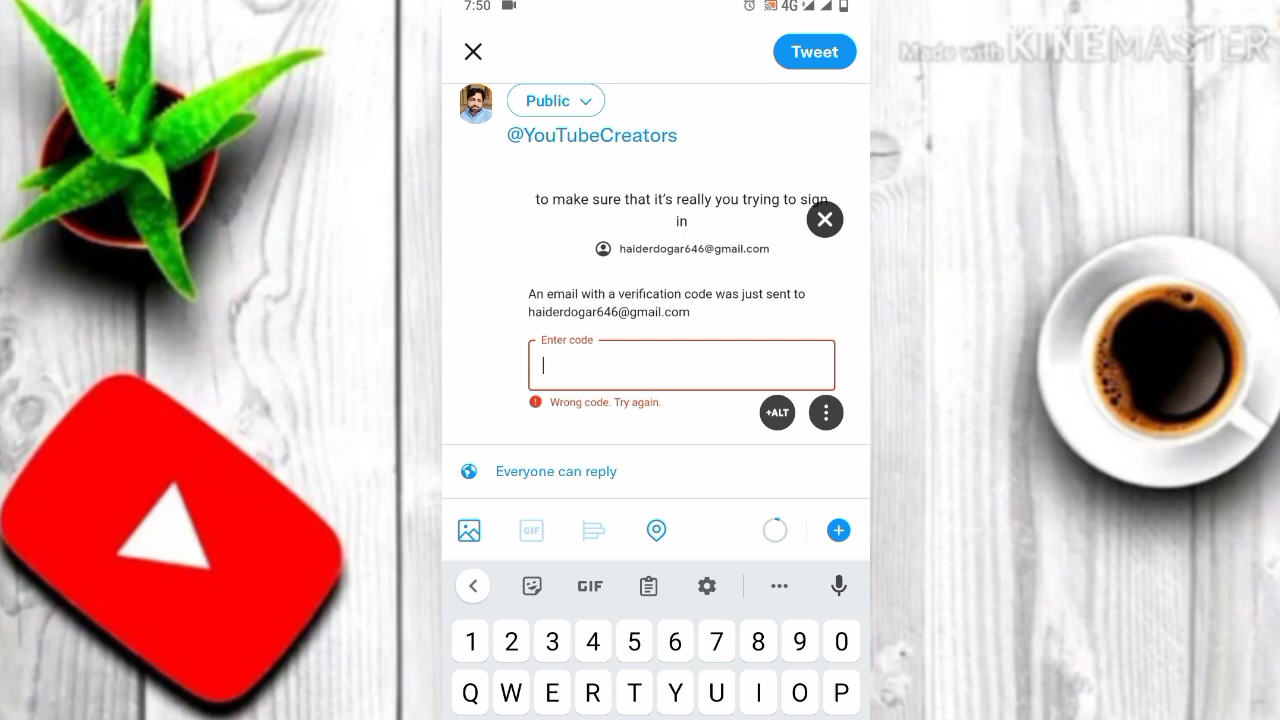 7:50
4G
Made with KINEMASTER
Tweet
Public
@YouTubeCreators
to make sure that it's really you trying to sign
in
haiderdogar646@gmail.com
An email with a verification code was just sent to
haiderdogar646@gmail.com
Enter code
Wrong code. Try again.
+ALT
Everyone can reply
GIF
GIF
1 2 3 4 5 6 7 8 9 0
Q W E R T Y U I O P